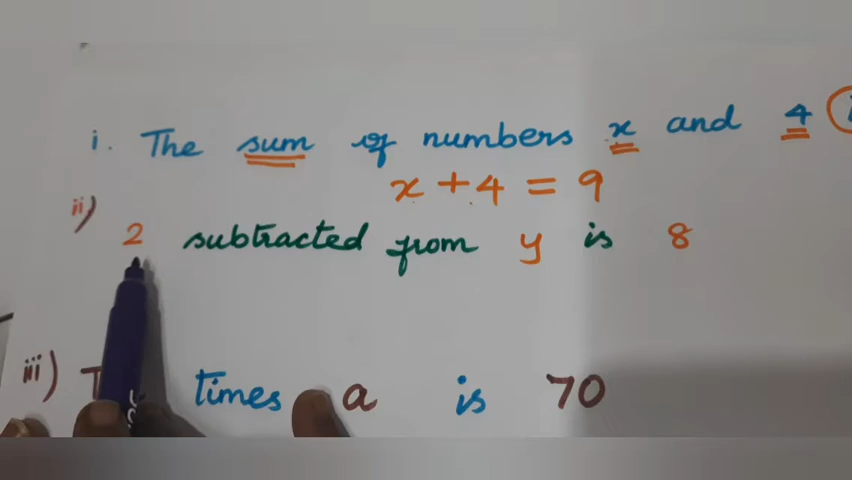 i. The sum of numbers x and 4
x + 4 = 9
ii) 2 subtracted from y is 8
iii) times a is 70